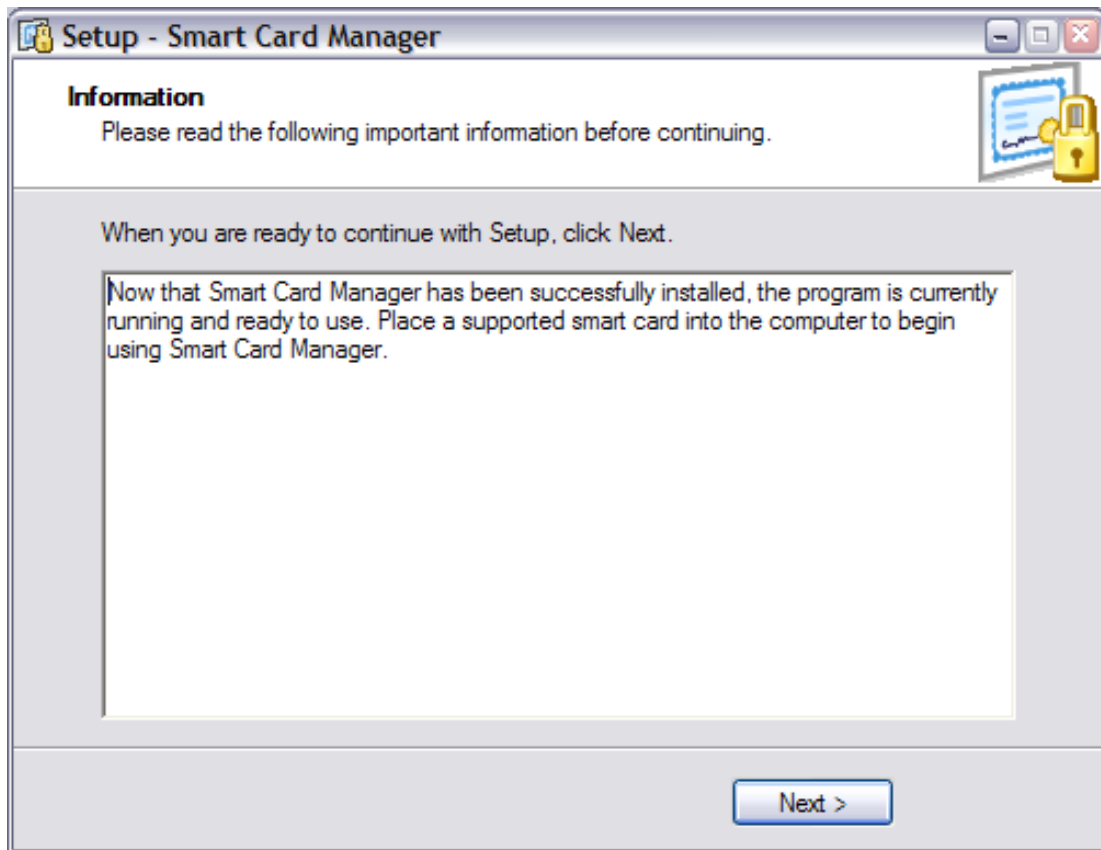 Setup - Smart Card Manager
Information
Please read the following important information before continuing.
When you are ready to continue with Setup, click Next.
Now that Smart Card Manager has been successfully installed, the program is currently
running and ready to use. Place a supported smart card into the computer to begin
using Smart Card Manager.
Next >